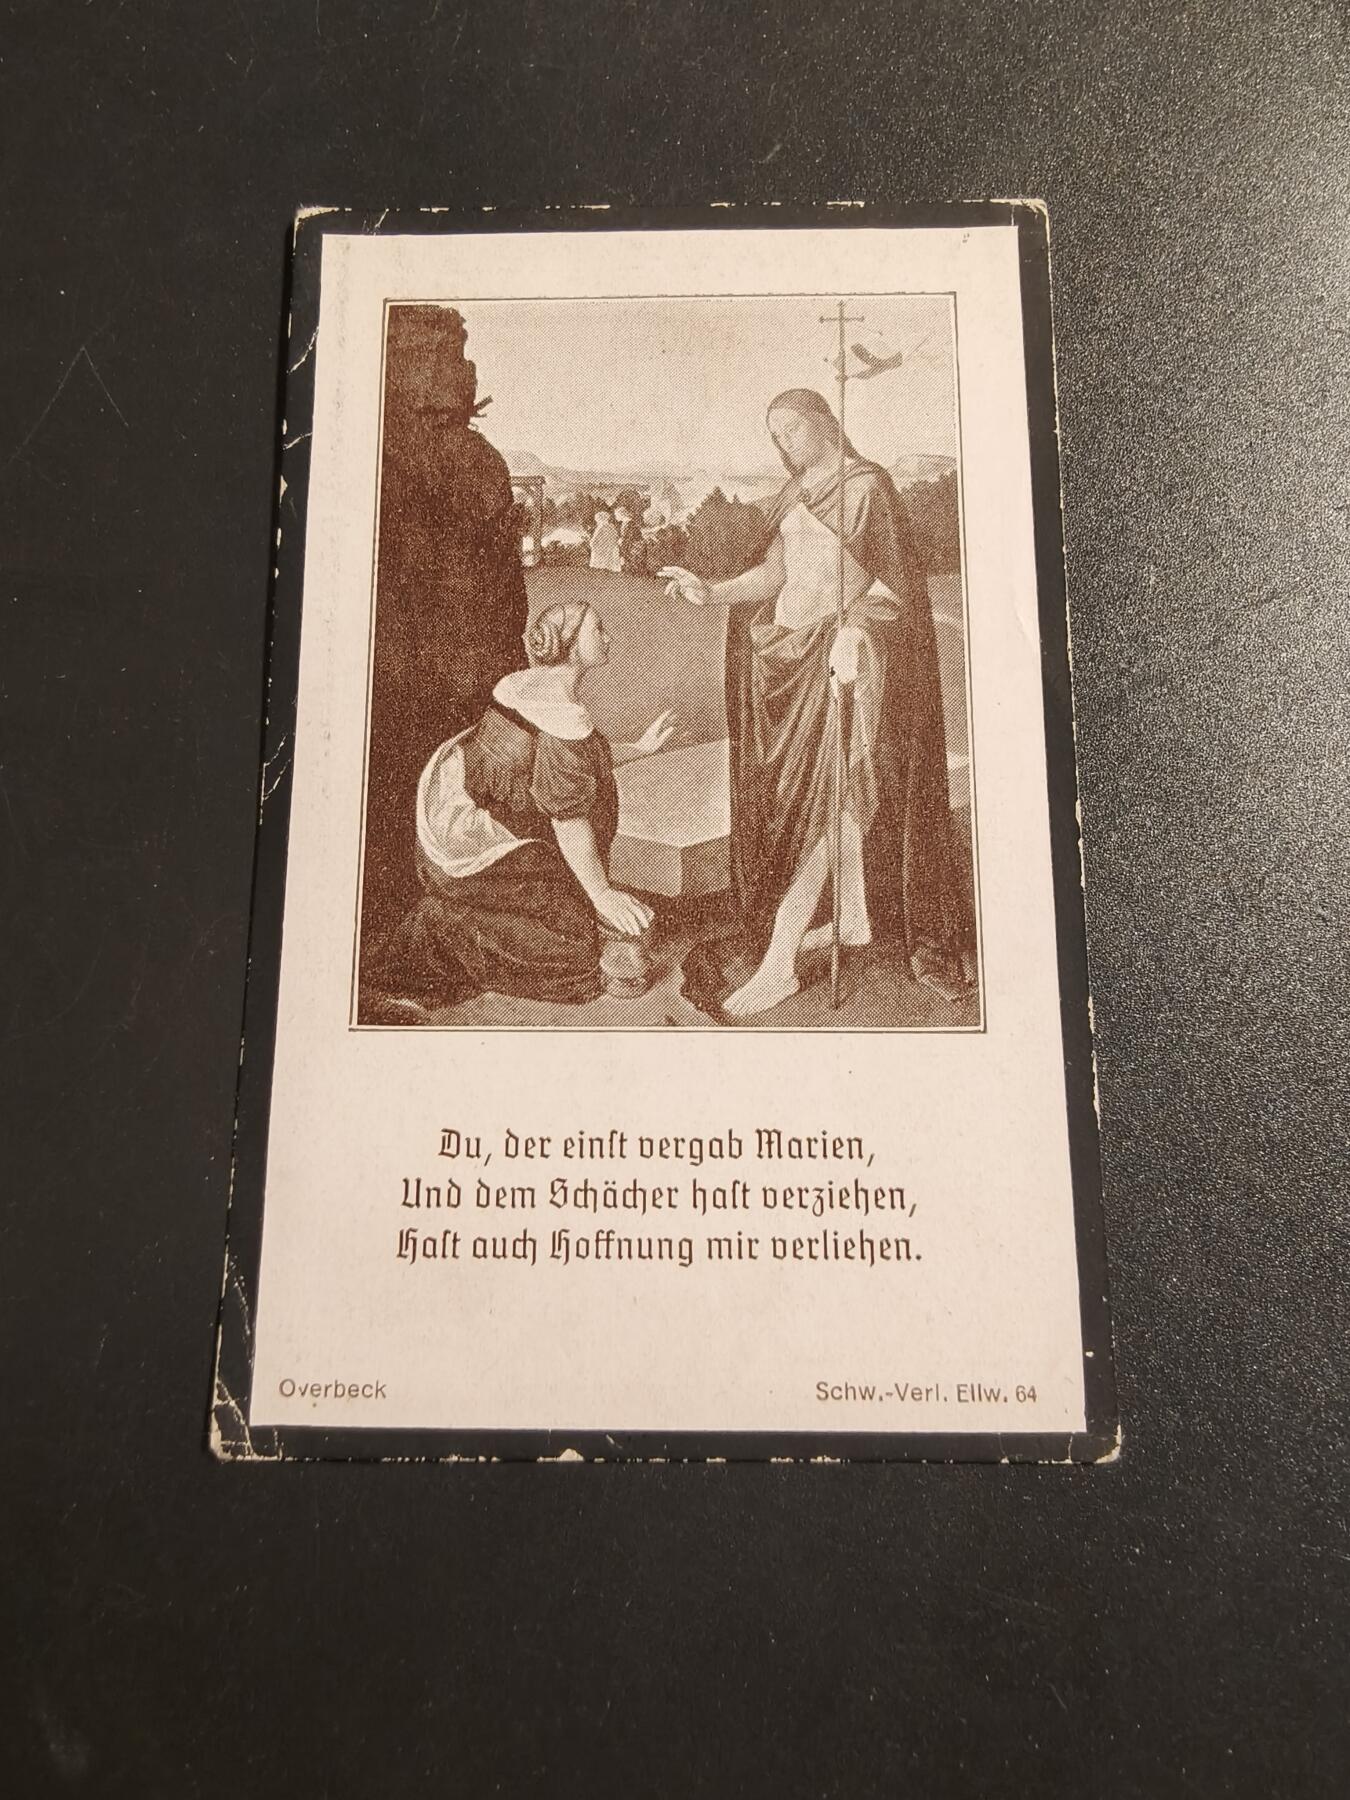 Du, der einst vergab Marien,
Und dem Schächer hast verziehen,
Hast auch Hoffnung mir verliehen.
Overbeck
Schw.-Verl. Ellw. 64